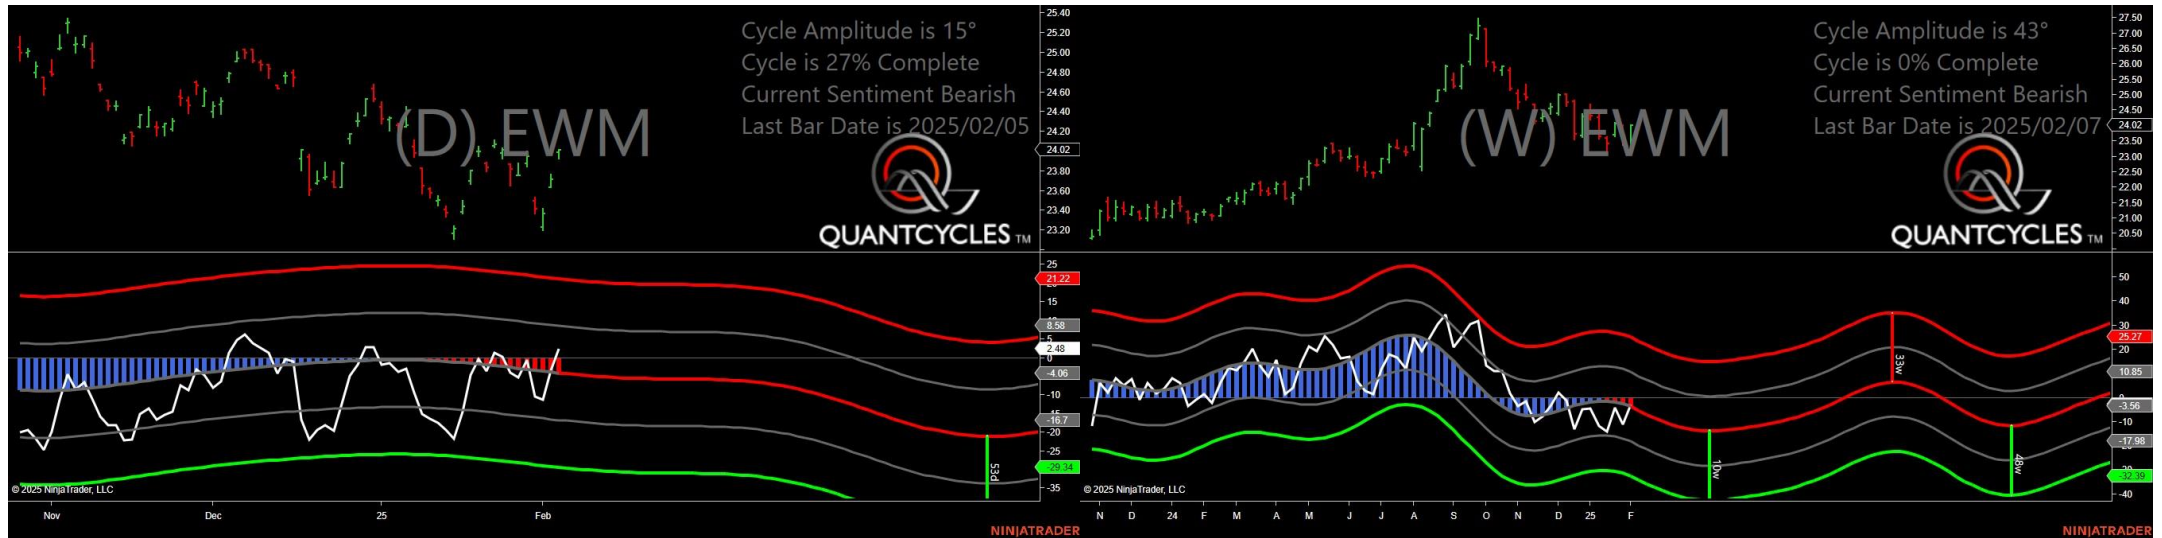 Cycle Amplitude is 15°
Cycle is 27% Complete
Current Sentiment Bearish
Last Bar Date is 2025/02/05
(D) EWM
QUANTCYCLES TM
25.40
25.20
25.00
24.80
24.60
24.40
24.20
24.02
23.80
23.60
23.40
23.20
25
21.22
15
8.58
5
2.48
0
-4.06
-10
-16.7
-20
-25
-29.34
-35
53d
© 2025 NinjaTrader, LLC
Nov
Dec
25
Feb
NINJATRADER
Cycle Amplitude is 43°
Cycle is 0% Complete
Current Sentiment Bearish
Last Bar Date is 2025/02/07
(W) EWM
QUANTCYCLES TM
27.50
27.00
26.50
26.00
25.50
25.00
24.50
24.02
23.50
23.00
22.50
22.00
21.50
21.00
20.50
50
40
30
25.27
20
10.85
-3.56
-10
-17.98
-32.39
-40
33w
10w
48w
© 2025 NinjaTrader, LLC
N D 24 F M A M J J A S O N D 25 F
NINJATRADER